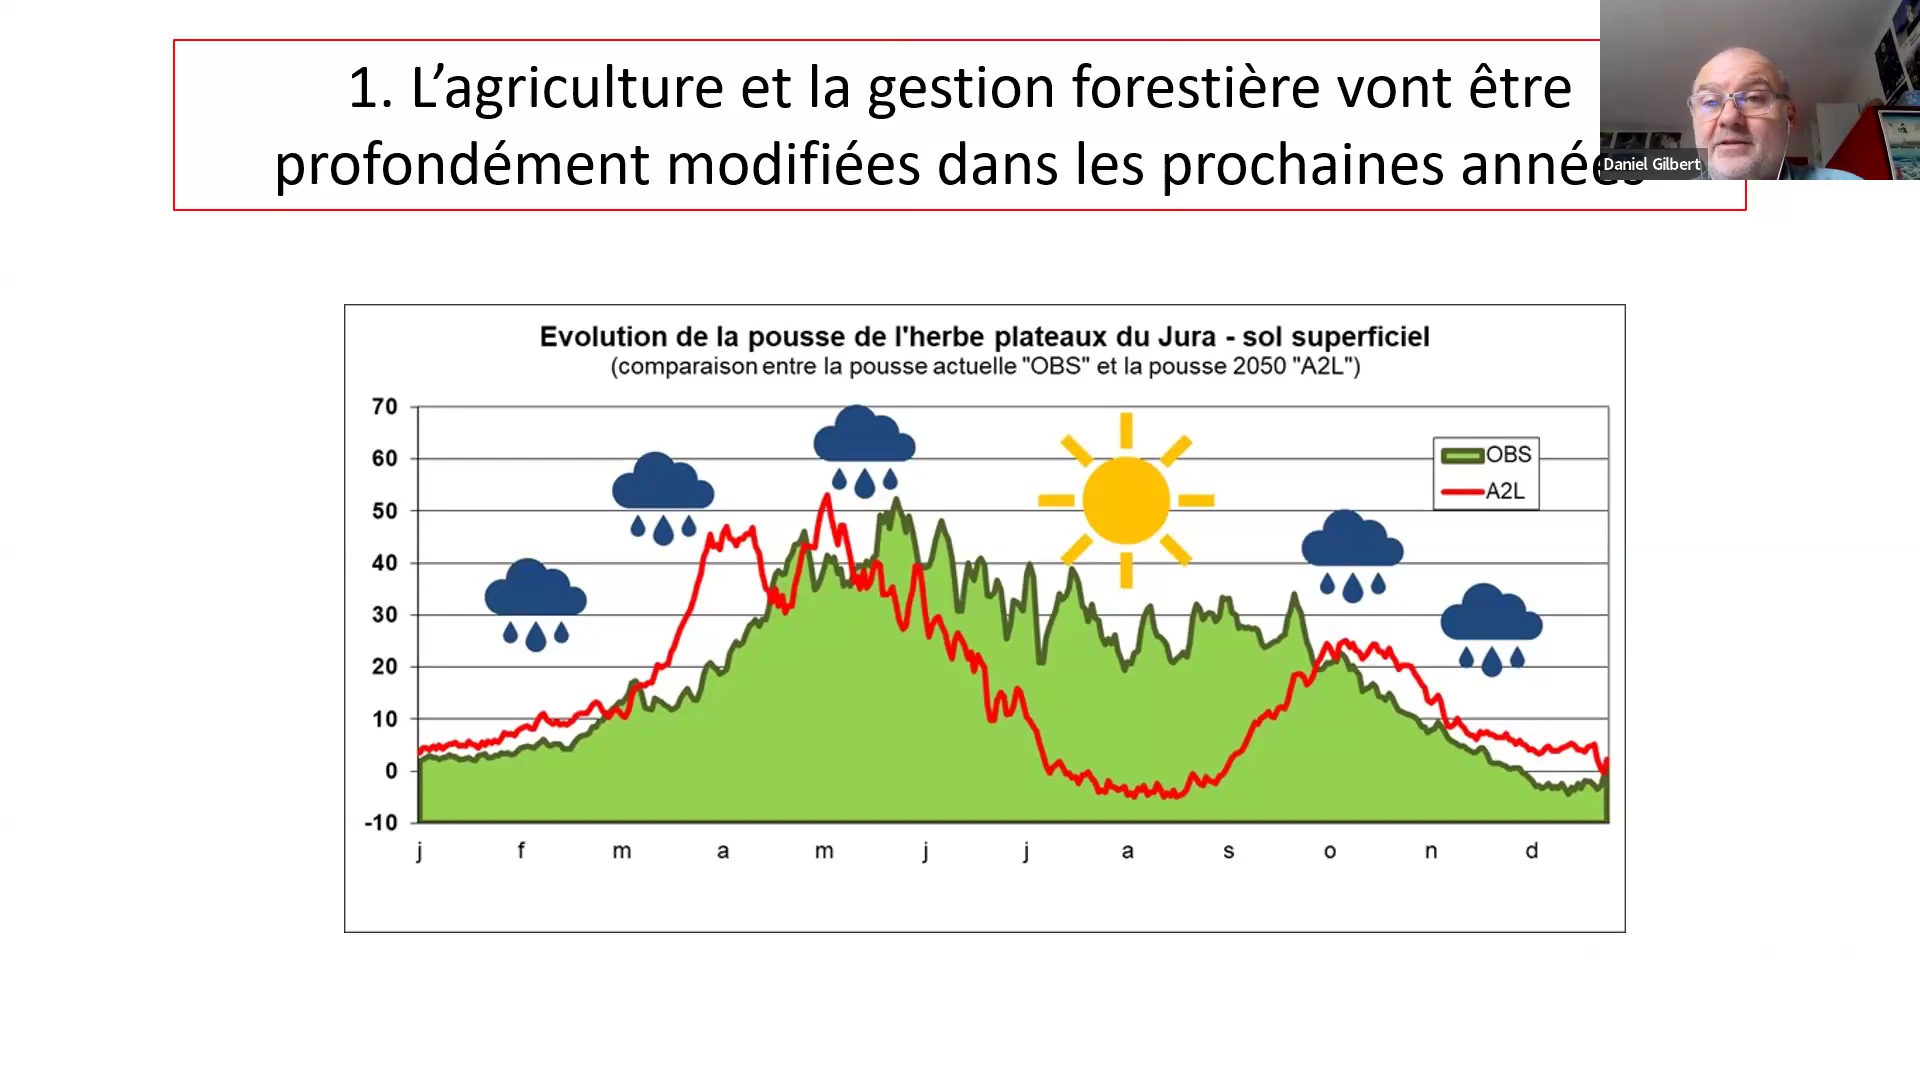 1. L’agriculture et la gestion forestière vont être
profondément modifiées dans les prochaines années
Daniel Gilbert
Evolution de la pousse de l'herbe plateaux du Jura - sol superficiel
(comparaison entre la pousse actuelle "OBS" et la pousse 2050 "A2L")
70
60
50
40
30
20
10
0
-10
OBS
A2L
j f m a m j j a s o n d